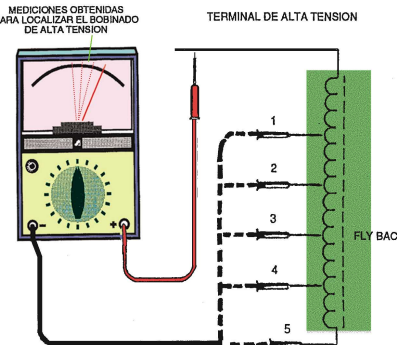 MEDICIONES OBTENIDAS
ARA LOCALIZAR EL BOBINADO
DE ALTA TENSION
TERMINAL DE ALTA TENSION
1
2
3
4
5
FLY BAC
-
+